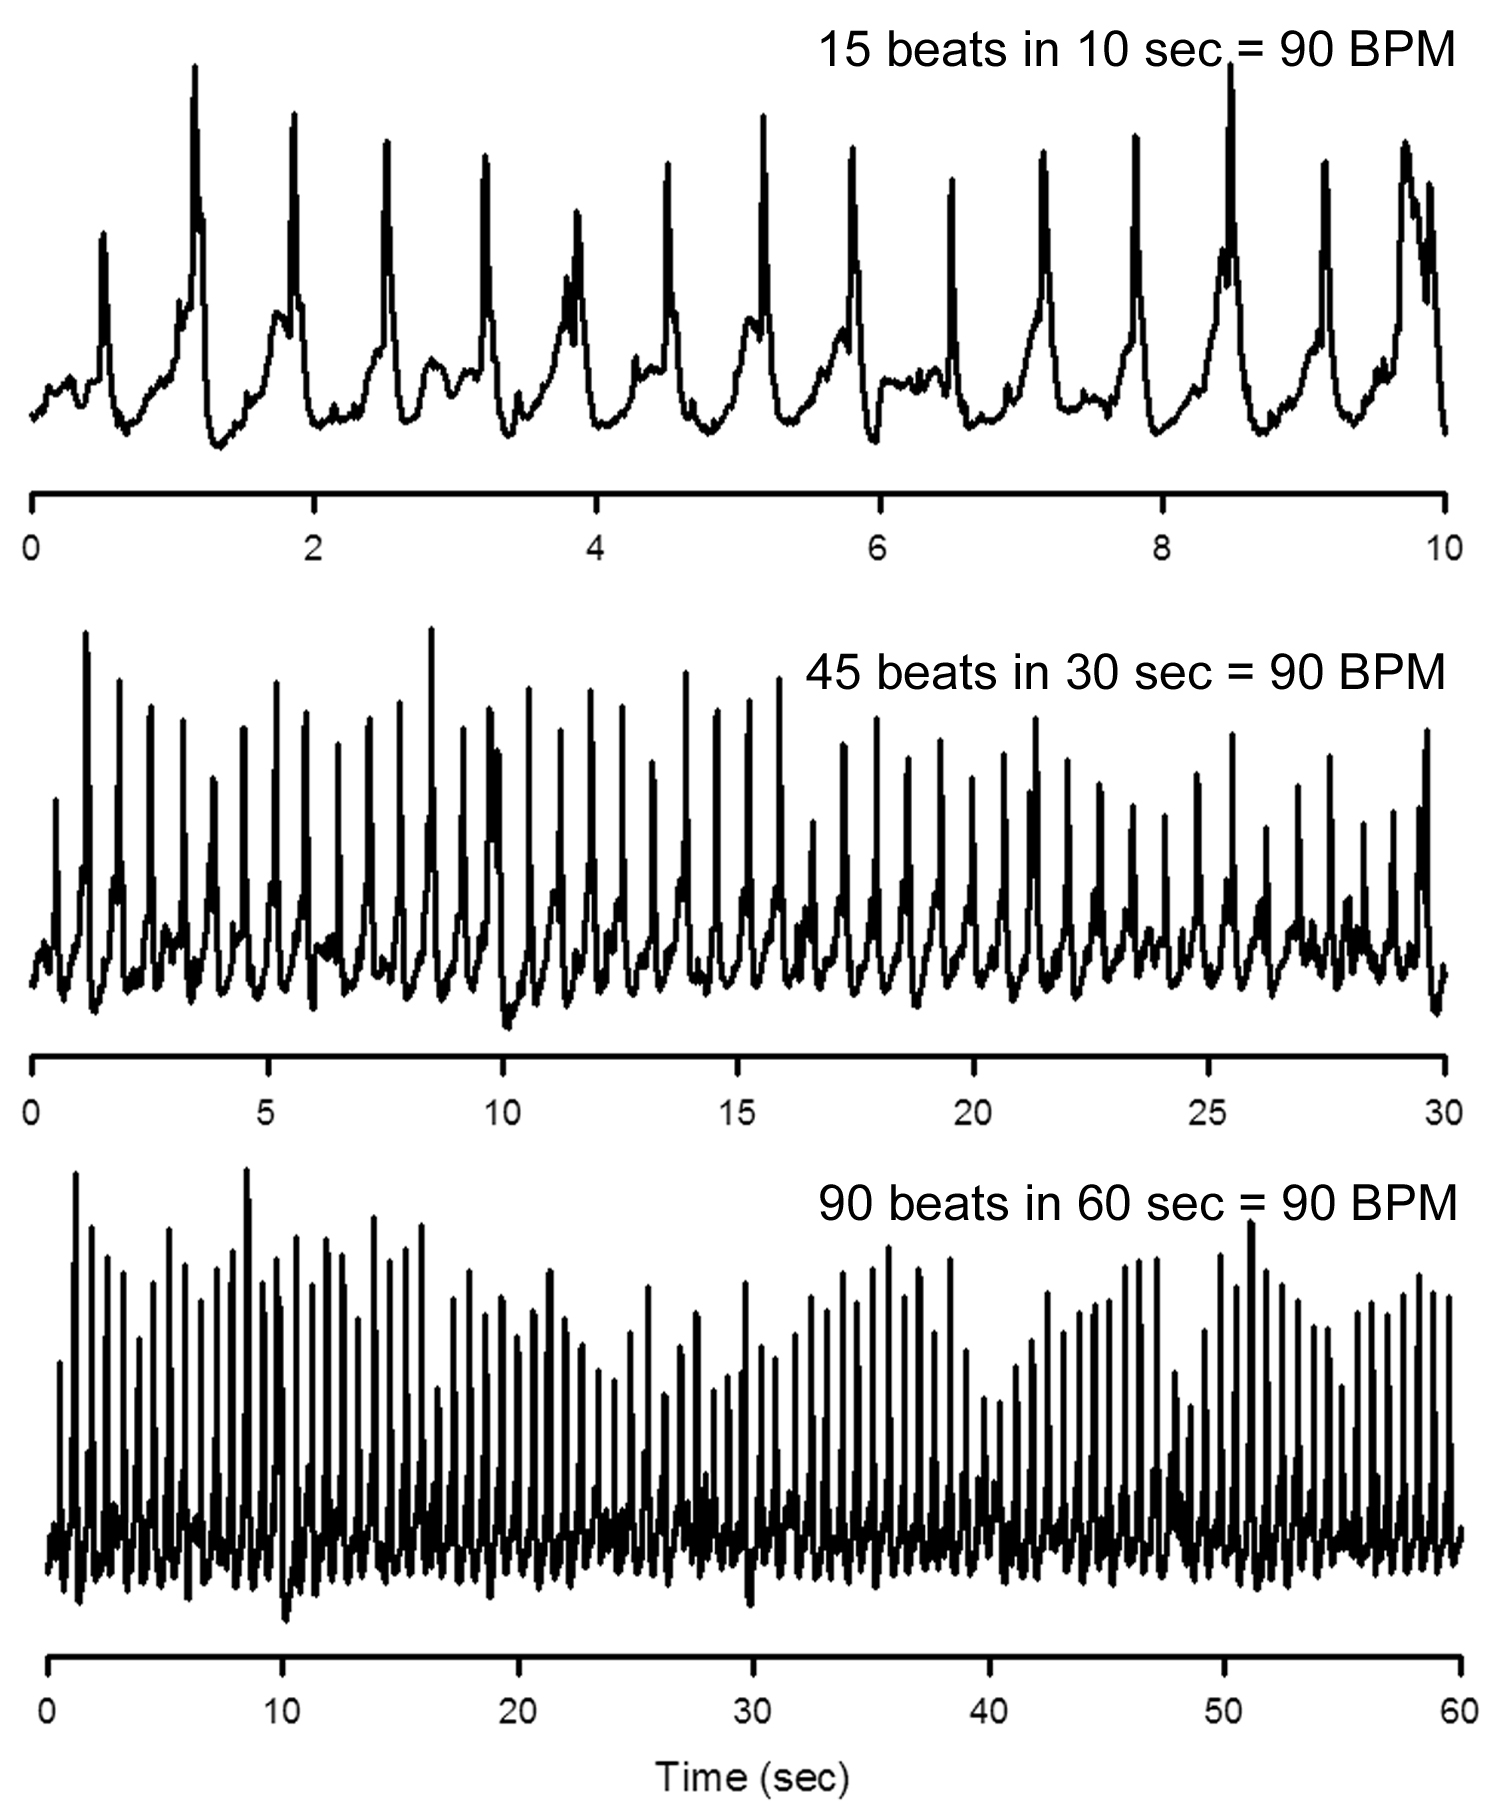 15 beats in 10 sec = 90 BPM
0 2 4 6 8 10
45 beats in 30 sec = 90 BPM
0 5 10 15 20 25 30
90 beats in 60 sec = 90 BPM
0 10 20 30 40 50 60
Time (sec)